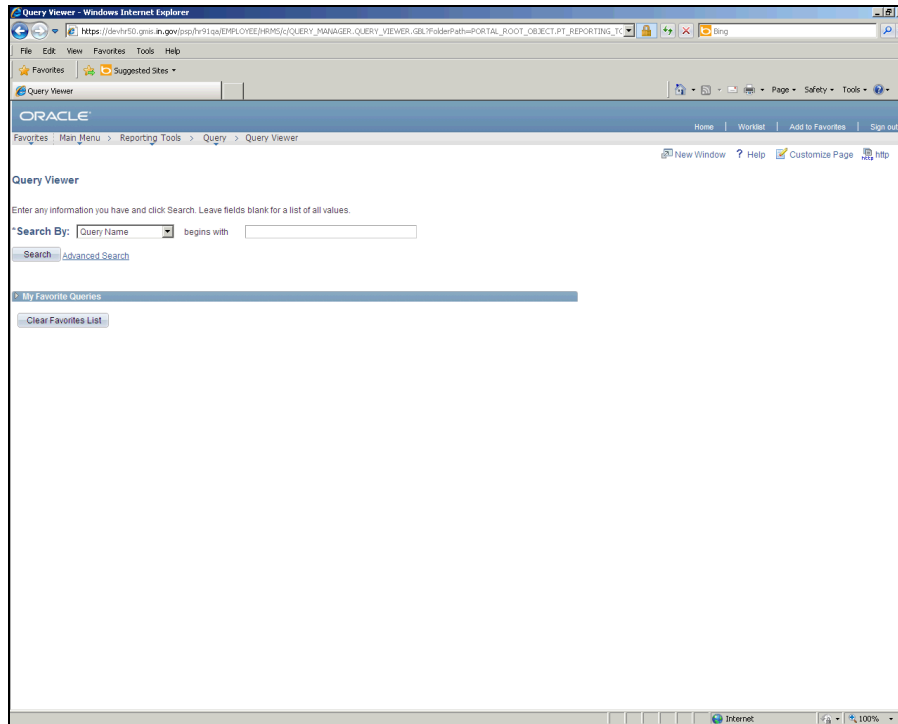 Query Viewer - Windows Internet Explorer
https://devhr50.gmis.in.gov/psp/hr91qa/EMPLOYEE/HRMS/c/QUERY_MANAGER.QUERY_VIEWER.GBL?FolderPath=PORTAL_ROOT_OBJECT.PT_REPORTING_TO Bing
File Edit View Favorites Tools Help
Favorites Suggested Sites
Query Viewer Page Safety Tools
ORACLE
Home | Worklist | Add to Favorites | Sign out
Favorites Main Menu > Reporting Tools > Query > Query Viewer
New Window ? Help Customize Page http
Query Viewer
Enter any information you have and click Search. Leave fields blank for a list of all values.
*Search By: Query Name begins with
Search Advanced Search
My Favorite Queries
Clear Favorites List
Internet 100%